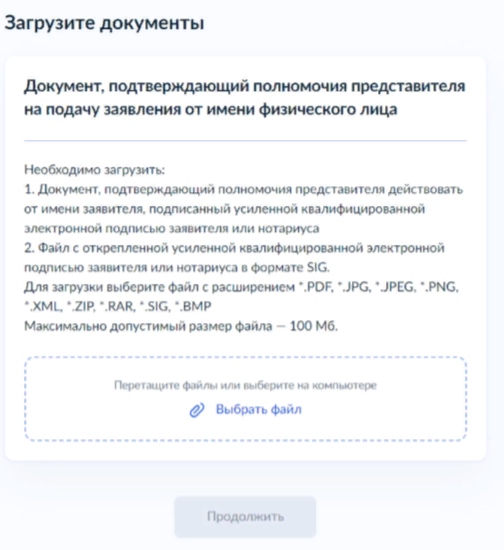 Загрузите документы
Документ, подтверждающий полномочия представителя
на подачу заявления от имени физического лица
Необходимо загрузить:
1. Документ, подтверждающий полномочия представителя действовать
от имени заявителя, подписанный усиленной квалифицированной
электронной подписью заявителя или нотариуса
2. Файл с открепленной усиленной квалифицированной электронной
подписью заявителя или нотариуса в формате SIG.
Для загрузки выберите файл с расширением *.PDF, *.JPG, *.JPEG, *.PNG,
*.XML, *.ZIP, *.RAR, *.SIG, *.BMP
Максимально допустимый размер файла — 100 Мб.
Перетащите файлы или выберите на компьютере
Выбрать файл
Продолжить